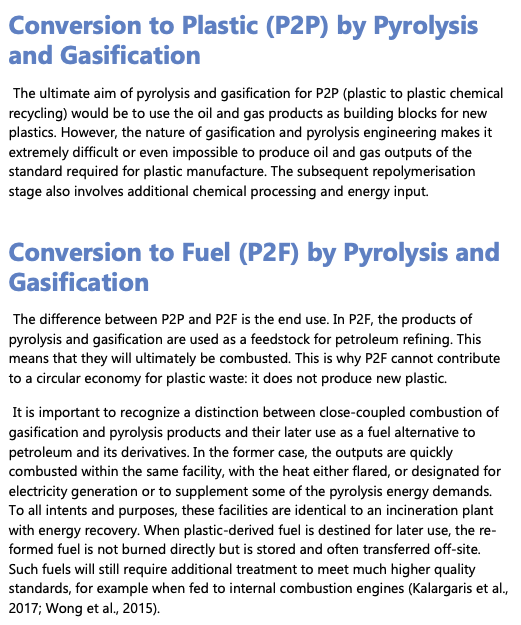 Conversion to Plastic (P2P) by Pyrolysis
and Gasification
The ultimate aim of pyrolysis and gasification for P2P (plastic to plastic chemical
recycling) would be to use the oil and gas products as building blocks for new
plastics. However, the nature of gasification and pyrolysis engineering makes it
extremely difficult or even impossible to produce oil and gas outputs of the
standard required for plastic manufacture. The subsequent repolymerisation
stage also involves additional chemical processing and energy input.
Conversion to Fuel (P2F) by Pyrolysis and
Gasification
The difference between P2P and P2F is the end use. In P2F, the products of
pyrolysis and gasification are used as a feedstock for petroleum refining. This
means that they will ultimately be combusted. This is why P2F cannot contribute
to a circular economy for plastic waste: it does not produce new plastic.
It is important to recognize a distinction between close-coupled combustion of
gasification and pyrolysis products and their later use as a fuel alternative to
petroleum and its derivatives. In the former case, the outputs are quickly
combusted within the same facility, with the heat either flared, or designated for
electricity generation or to supplement some of the pyrolysis energy demands.
To all intents and purposes, these facilities are identical to an incineration plant
with energy recovery. When plastic-derived fuel is destined for later use, the re-
formed fuel is not burned directly but is stored and often transferred off-site.
Such fuels will still require additional treatment to meet much higher quality
standards, for example when fed to internal combustion engines (Kalargaris et al.,
2017; Wong et al., 2015).